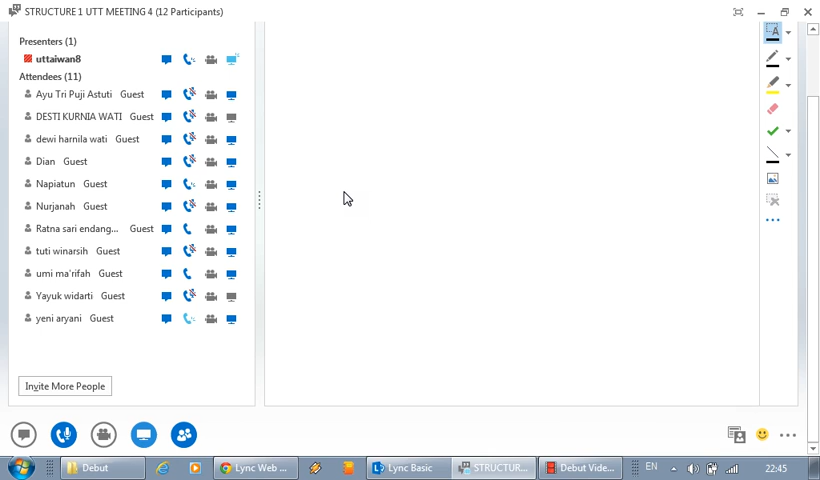 STRUCTURE 1 UTT MEETING 4 (12 Participants)
Presenters (1)
uttaiwan8
Attendees (11)
Ayu Tri Puji Astuti Guest
DESTI KURNIA WATI Guest
dewi harnila wati Guest
Dian Guest
Napiatun Guest
Nurjanah Guest
Ratna sari endang... Guest
tuti winarsih Guest
umi ma'rifah Guest
Yayuk widarti Guest
yeni aryani Guest
Invite More People
A
Debut
Lync Web ...
Lync Basic
STRUCTUR...
Debut Vide...
EN
22:45